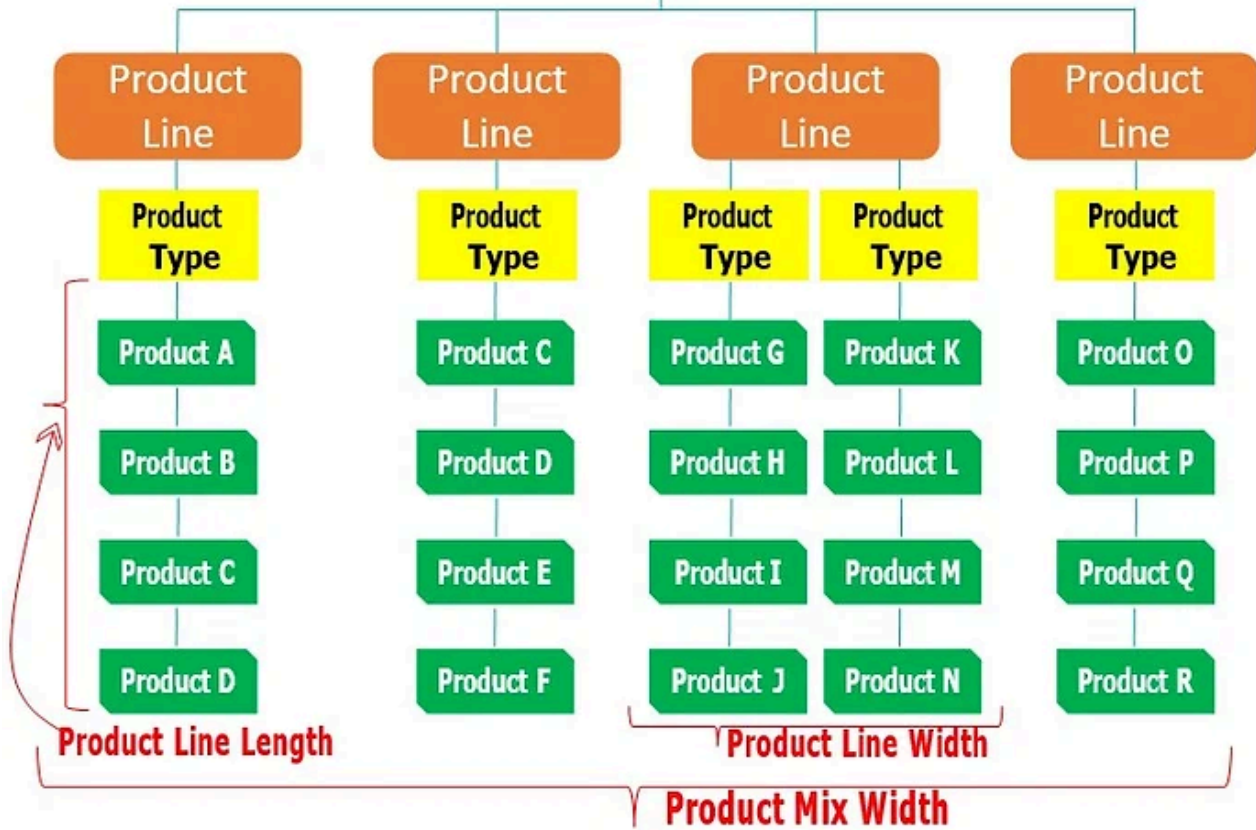 Product
Line
Product
Line
Product
Line
Product
Line
Product
Type
Product
Type
Product
Type
Product
Type
Product
Type
Product A
Product C
Product G
Product K
Product O
Product B
Product D
Product H
Product L
Product P
Product C
Product E
Product I
Product M
Product Q
Product D
Product F
Product J
Product N
Product R
Product Line Length
Product Line Width
Product Mix Width